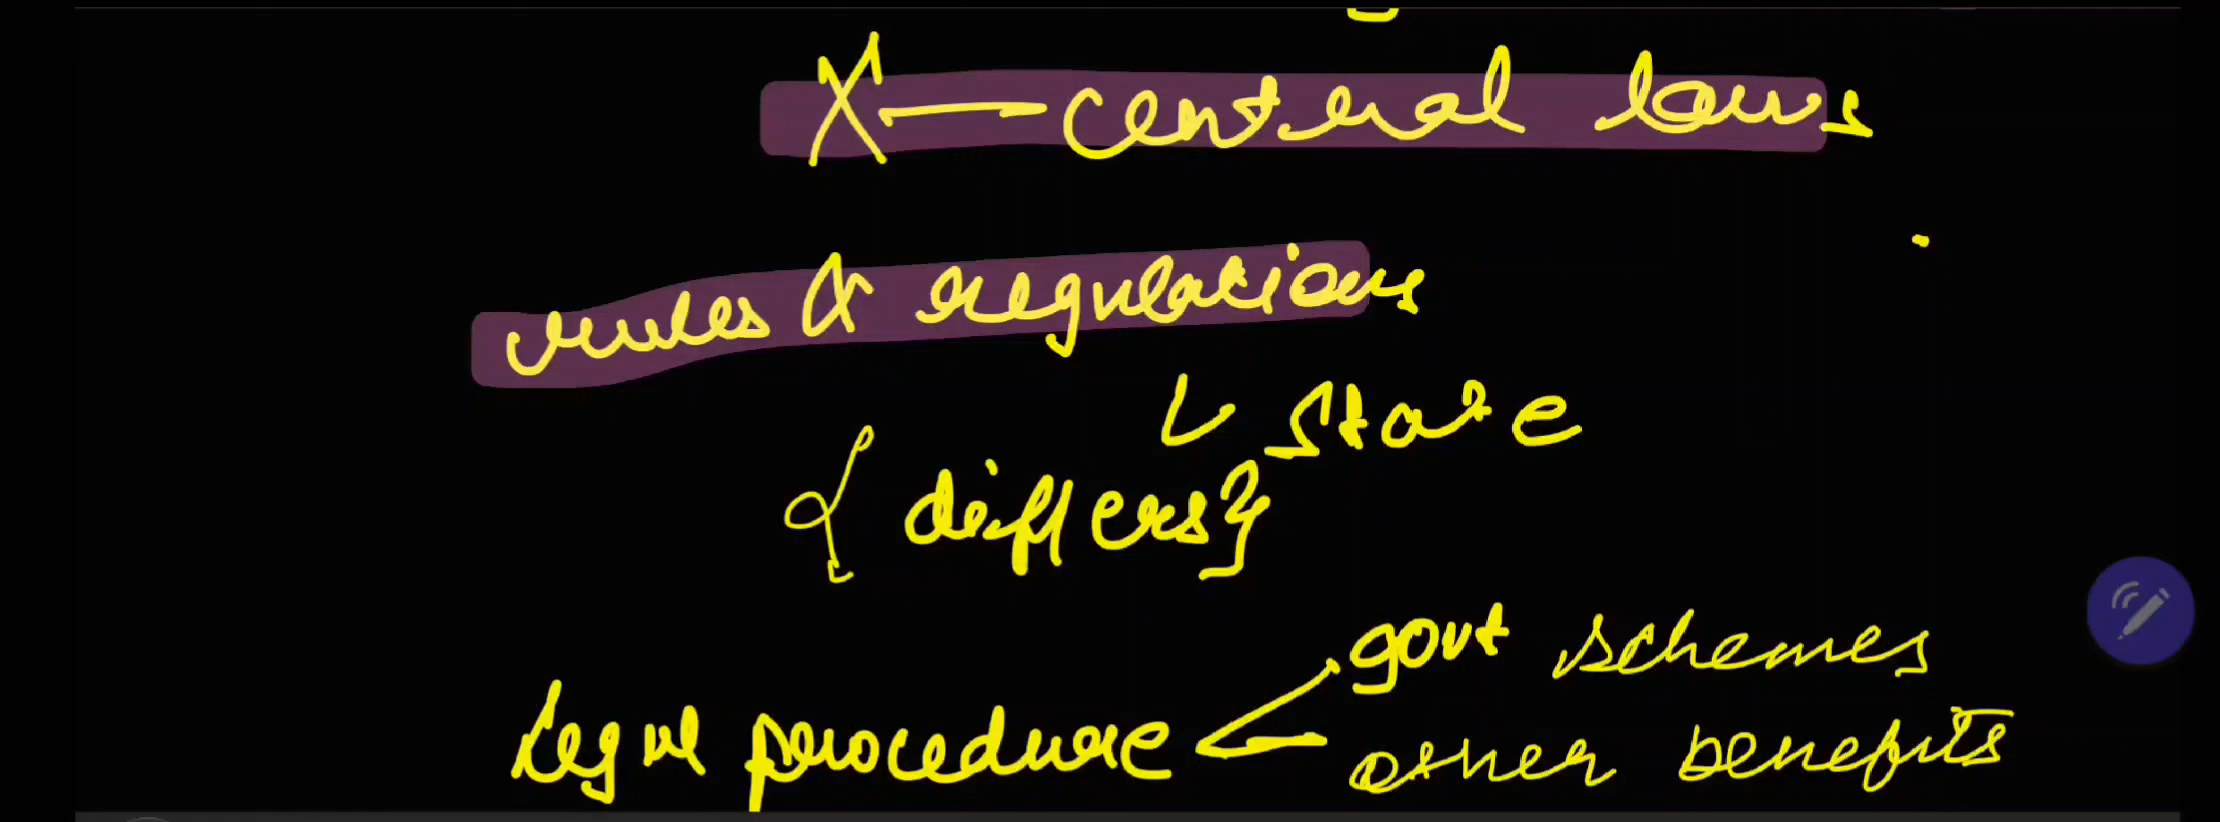 X — central laws
rules & regulations
↳ state
{ differs }
Legal procedure < govt schemes
other benefits